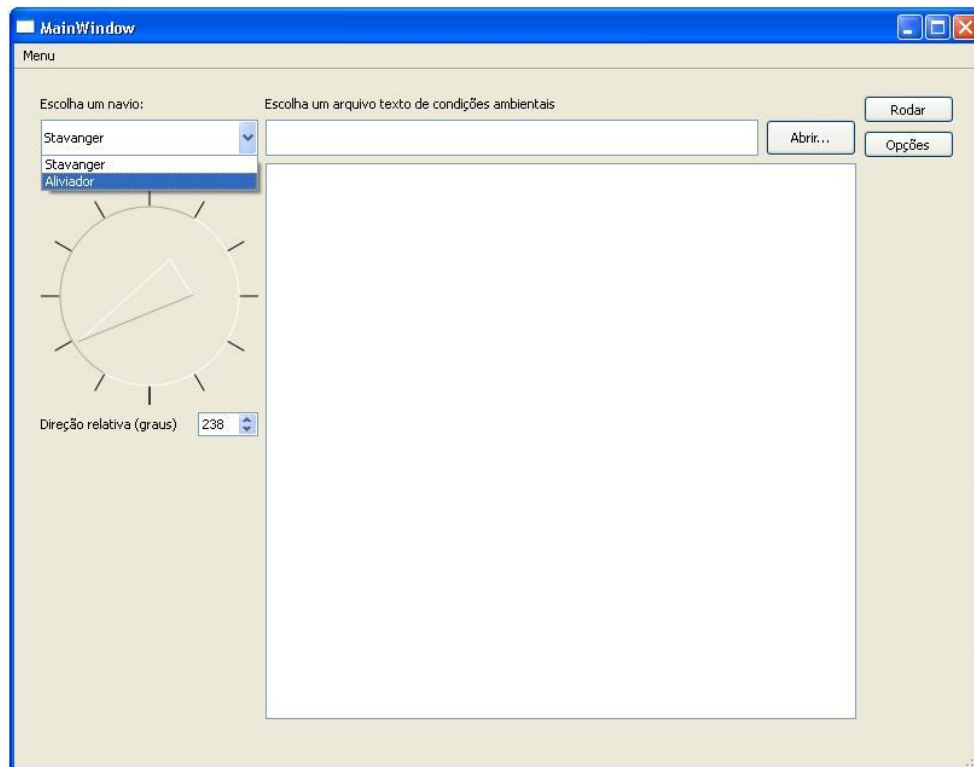 MainWindow
Menu
Escolha um navio:
Escolha um arquivo texto de condições ambientais
Rodar
Stavanger
Abrir...
Opções
Stavanger
Aliviador
Direção relativa (graus)
238